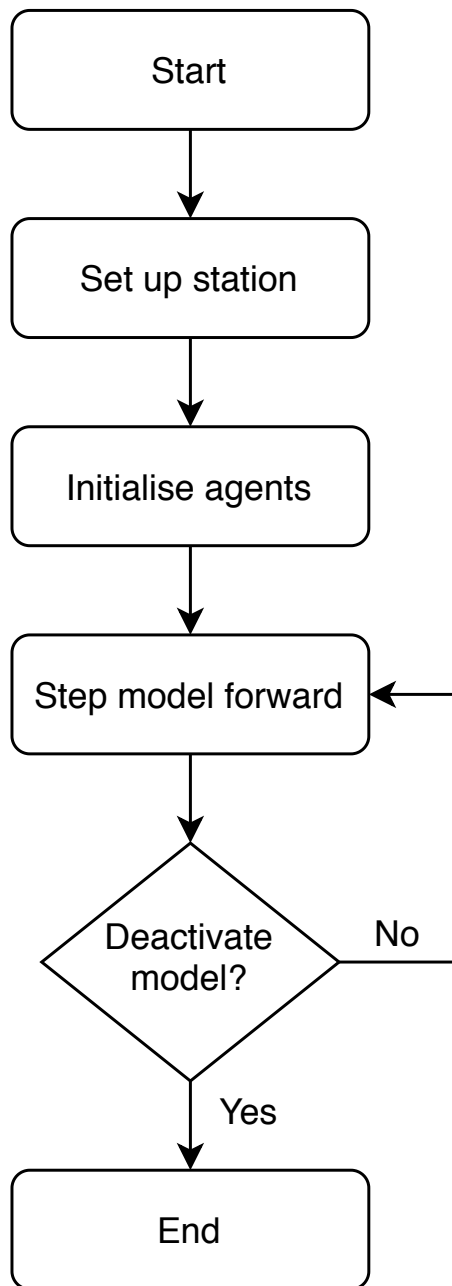 Start
Set up station
Initialise agents
Step model forward
Deactivate
model?
No
Yes
End